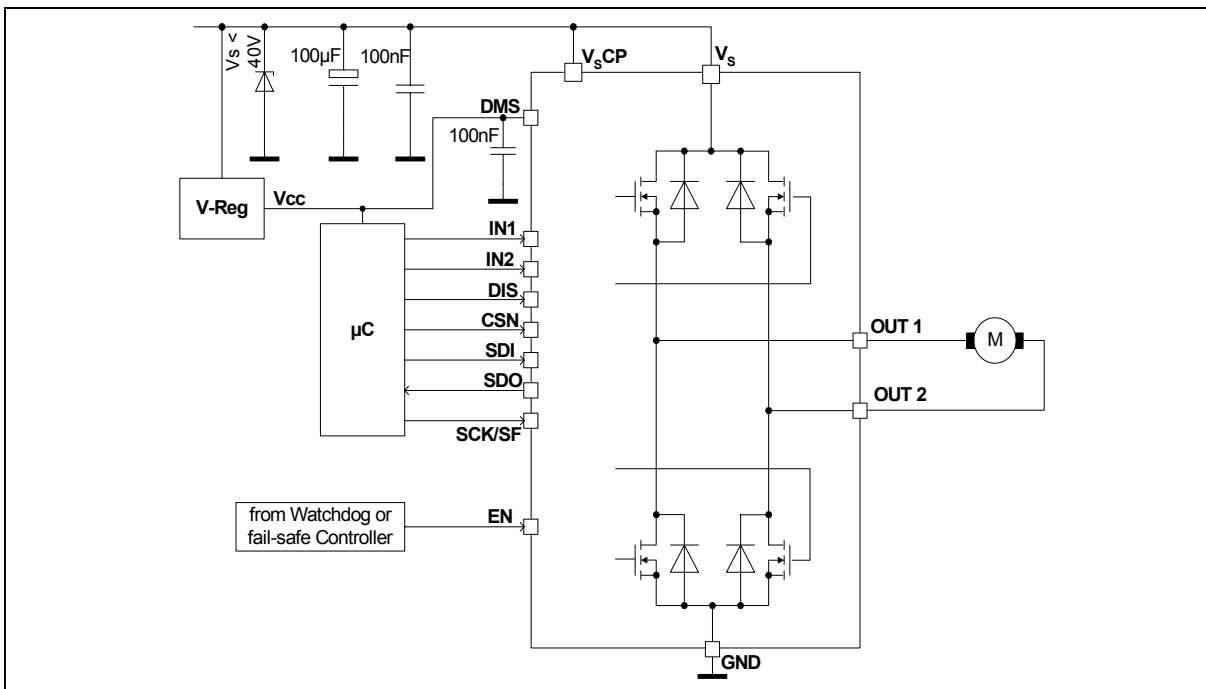 Vs <
40V
100µF
100nF
VSCP
VS
DMS
100nF
V-Reg
Vcc
IN1
IN2
DIS
CSN
SDI
SDO
SCK/SF
µC
OUT 1
M
OUT 2
from Watchdog or
fail-safe Controller
EN
GND